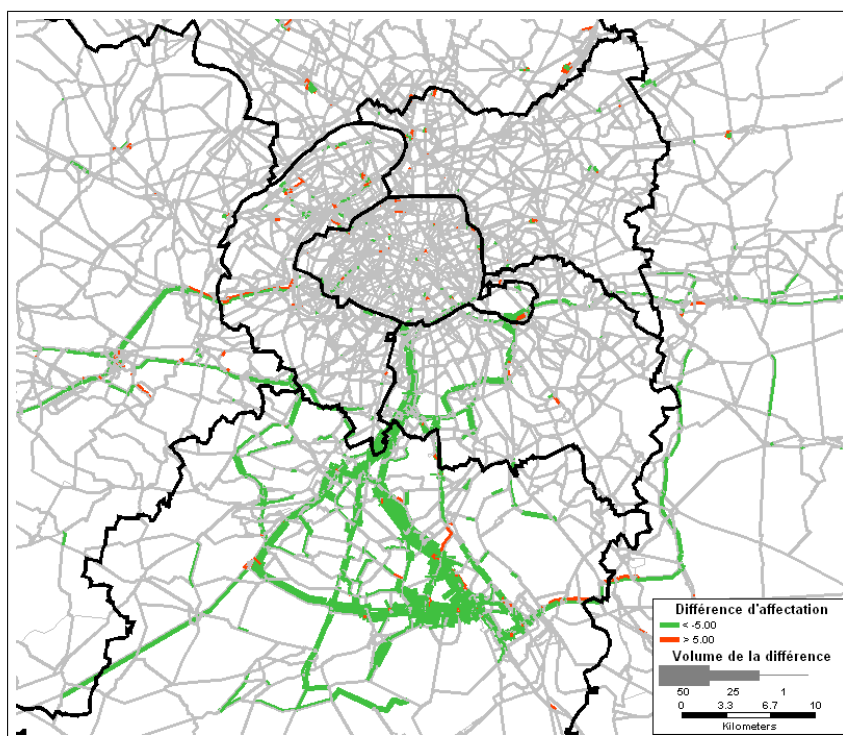 Différence d'affectation
< -5.00
> 5.00
Volume de la différence
50 25 1
0 3.3 6.7 10
Kilometers